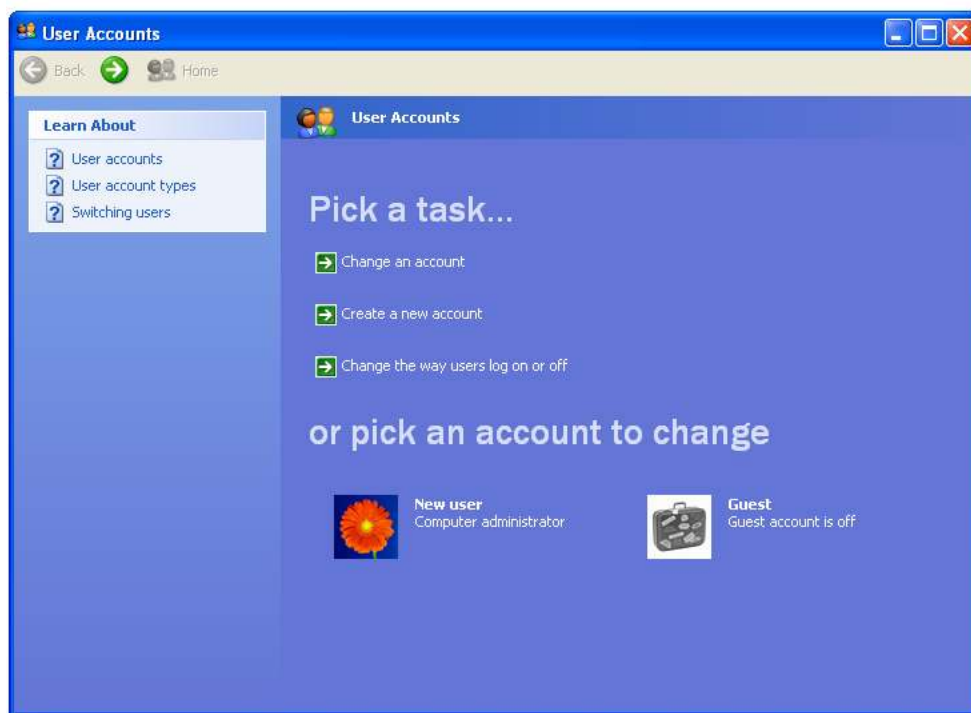 User Accounts
Back
Home
Learn About
User accounts
User account types
Switching users
User Accounts
Pick a task...
Change an account
Create a new account
Change the way users log on or off
or pick an account to change
New user
Computer administrator
Guest
Guest account is off